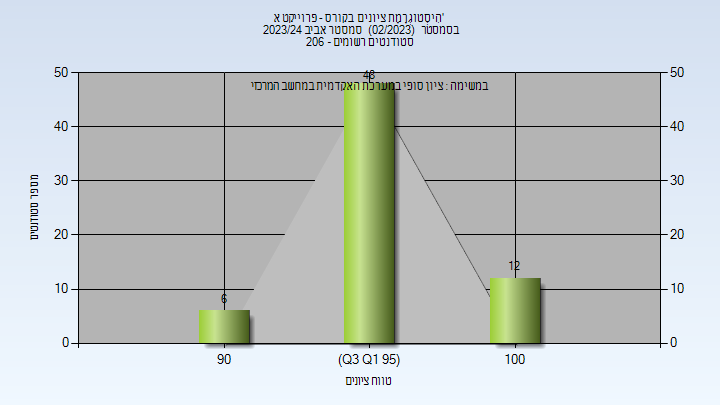 היסטוגרמת ציונים בקורס - פרוייקט א'
בסמסטר (02/2023) סמסטר אביב 2023/24
סטודנטים רשומים - 206
במשימה : ציון סופי במערכת האקדמית במחשב המרכזי
מספר סטודנטים
50
40
30
20
10
0
50
40
30
20
10
0
6
48
12
90
(Q3 Q1 95)
100
טווח ציונים